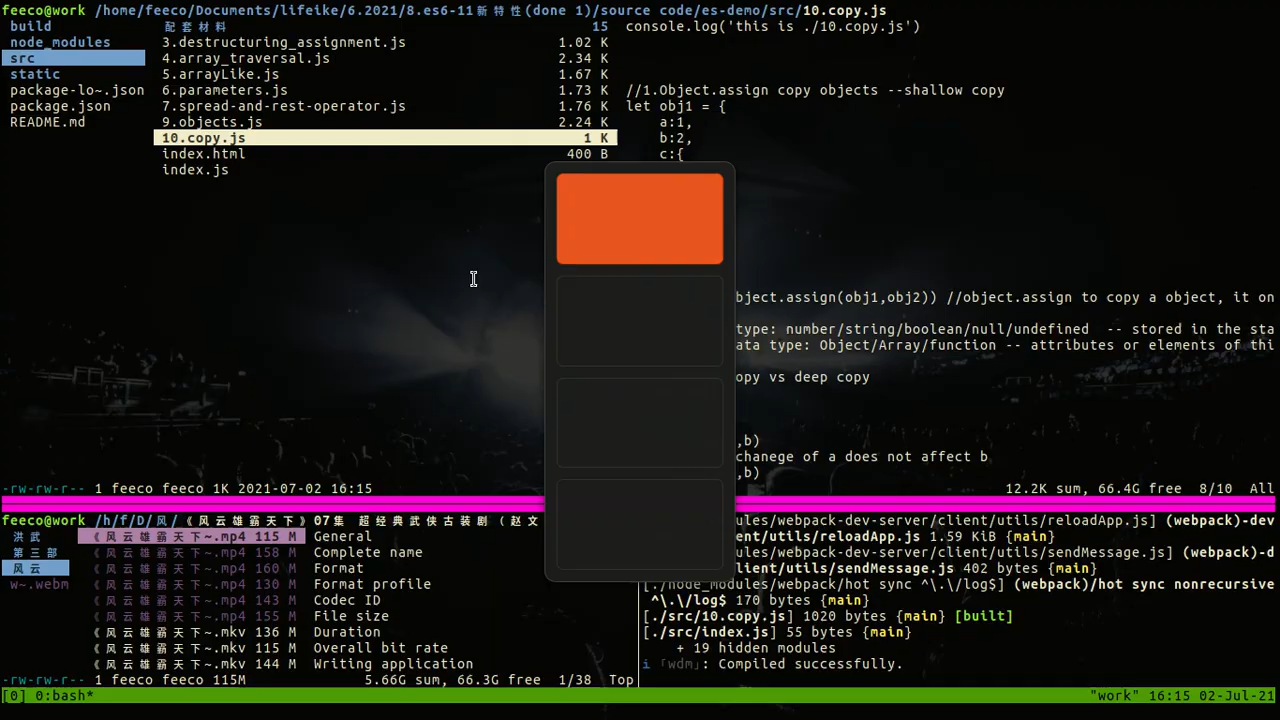 feeco@work /home/feeco/Documents/lifeike/6.2021/8.es6-11新特性(done 1)/source code/es-demo/src/10.copy.js
build
node_modules
src
static
package-lo~.json
package.json
README.md
配套材料 15
3.destructuring_assignment.js 1.02 K
4.array_traversal.js 2.34 K
5.arrayLike.js 1.67 K
6.parameters.js 1.73 K
7.spread-and-rest-operator.js 1.76 K
9.objects.js 2.24 K
10.copy.js 1 K
index.html 400 B
index.js
console.log('this is ./10.copy.js')
//1.Object.assign copy objects --shallow copy
let obj1 = {
a:1,
b:2,
c:{
bject.assign(obj1,obj2)) //object.assign to copy a object, it on
type: number/string/boolean/null/undefined  -- stored in the sta
ata type: Object/Array/function -- attributes or elements of thi
opy vs deep copy
,b)
chanege of a does not affect b
,b)
-rw-rw-r-- 1 feeco feeco 1K 2021-07-02 16:15 12.2K sum, 66.4G free  8/10  All
feeco@work /h/f/D/风/《风云雄霸天下》07集 超经典武侠古装剧 (赵文
洪武
第三部
风云
w~.webm
《风云雄霸天下~.mp4 115 M
《风云雄霸天下~.mp4 158 M
《风云雄霸天下~.mp4 160 M
《风云雄霸天下~.mp4 130 M
《风云雄霸天下~.mp4 143 M
《风云雄霸天下~.mp4 155 M
《风云雄霸天下~.mkv 136 M
《风云雄霸天下~.mkv 115 M
《风云雄霸天下~.mkv 144 M
General
Complete name
Format
Format profile
Codec ID
File size
Duration
Overall bit rate
Writing application
-rw-rw-r-- 1 feeco feeco 115M 5.66G sum, 66.3G free  1/38  Top
ules/webpack-dev-server/client/utils/reloadApp.js] (webpack)-dev
ent/utils/reloadApp.js 1.59 KiB {main}
ules/webpack-dev-server/client/utils/sendMessage.js] (webpack)-d
lient/utils/sendMessage.js 402 bytes {main}
[./node_modules/webpack/hot sync ^\.\/log$] (webpack)/hot sync nonrecursive
^\.\/log$ 170 bytes {main}
[./src/10.copy.js] 1020 bytes {main} [built]
[./src/index.js] 55 bytes {main}
+ 19 hidden modules
i ｢wdm｣: Compiled successfully.
[0] 0:bash* "work" 16:15 02-Jul-21